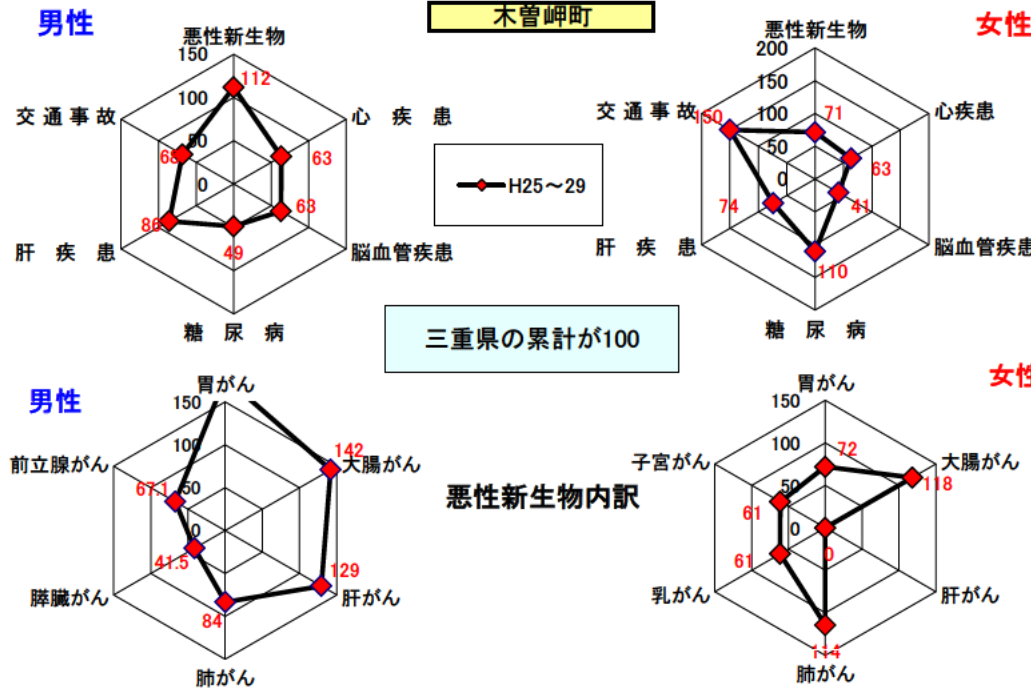 木曽岬町
男性
悪性新生物
150
100
50
0
112
心 疾 患
63
脳血管疾患
63
糖 尿 病
49
肝 疾 患
86
交 通 事 故
68
H25～29
女性
悪性新生物
200
150
100
50
0
71
心疾患
63
脳血管疾患
41
糖 尿 病
110
肝 疾 患
74
交 通 事 故
150
三重県の累計が100
男性
胃がん
150
100
50
0
大腸がん
142
肝がん
129
肺がん
84
膵臓がん
41.5
前立腺がん
67.1
悪性新生物内訳
女性
胃がん
150
100
50
0
72
大腸がん
118
肝がん
0
肺がん
114
乳がん
61
子宮がん
61